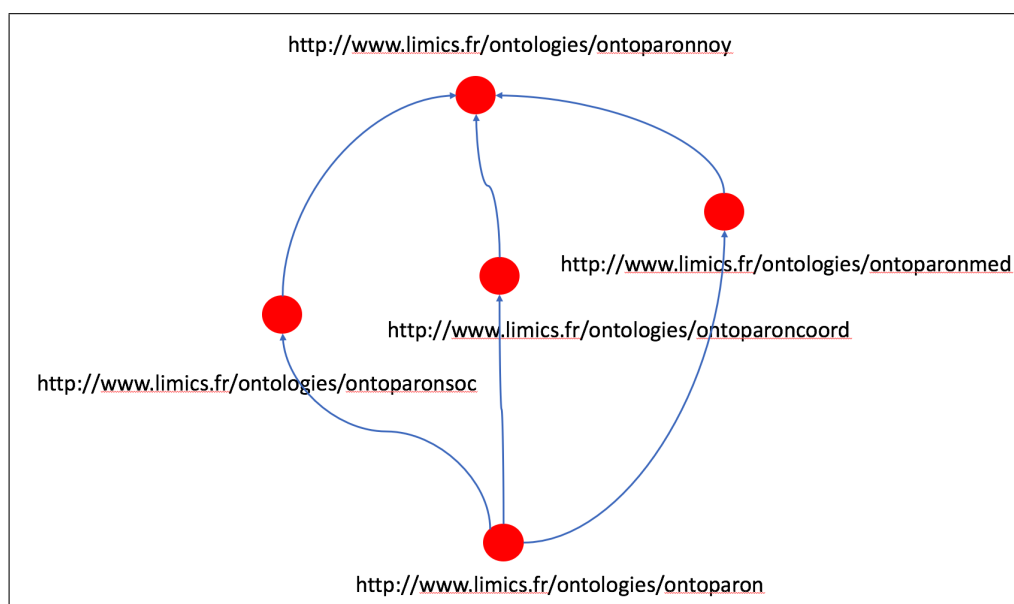 http://www.limics.fr/ontologies/ontoparonnoy
http://www.limics.fr/ontologies/ontoparonmed
http://www.limics.fr/ontologies/ontoparoncoord
http://www.limics.fr/ontologies/ontoparonsoc
http://www.limics.fr/ontologies/ontoparon